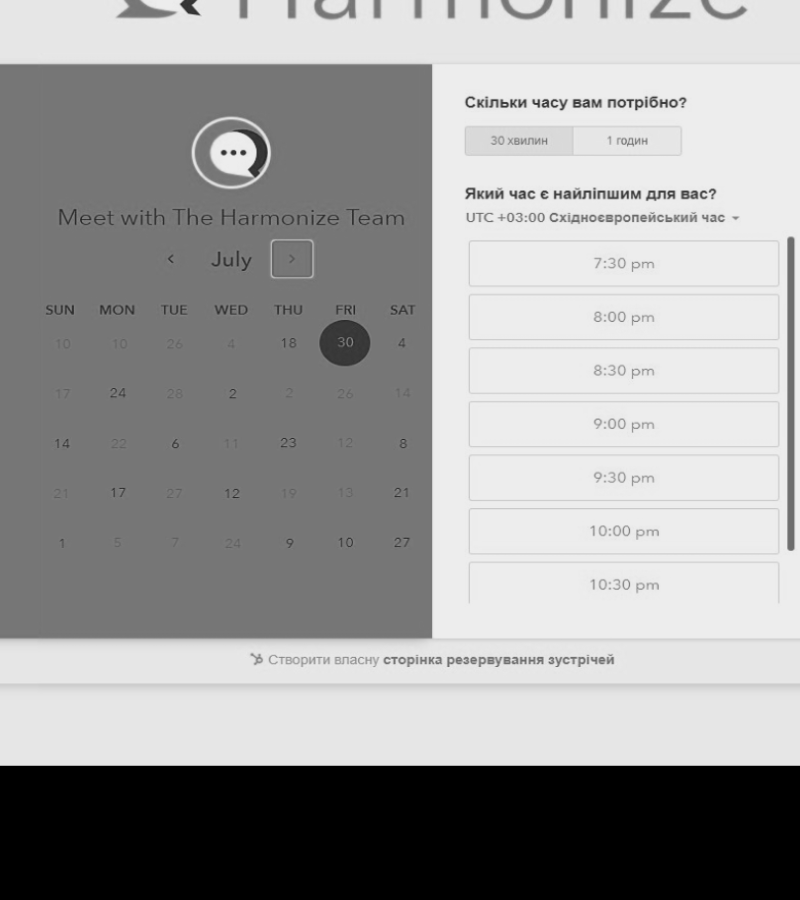 Harmonize
Meet with The Harmonize Team
‹ July ›
SUN MON TUE WED THU FRI SAT
10 10 26 4 18 30 4
17 24 28 2 2 26 14
14 22 6 11 23 12 8
21 17 27 12 19 13 21
1 5 7 24 9 10 27
Скільки часу вам потрібно?
30 хвилин 1 годин
Який час є найліпшим для вас?
UTC +03:00 Східноєвропейський час
7:30 pm
8:00 pm
8:30 pm
9:00 pm
9:30 pm
10:00 pm
10:30 pm
Створити власну сторінка резервування зустрічей